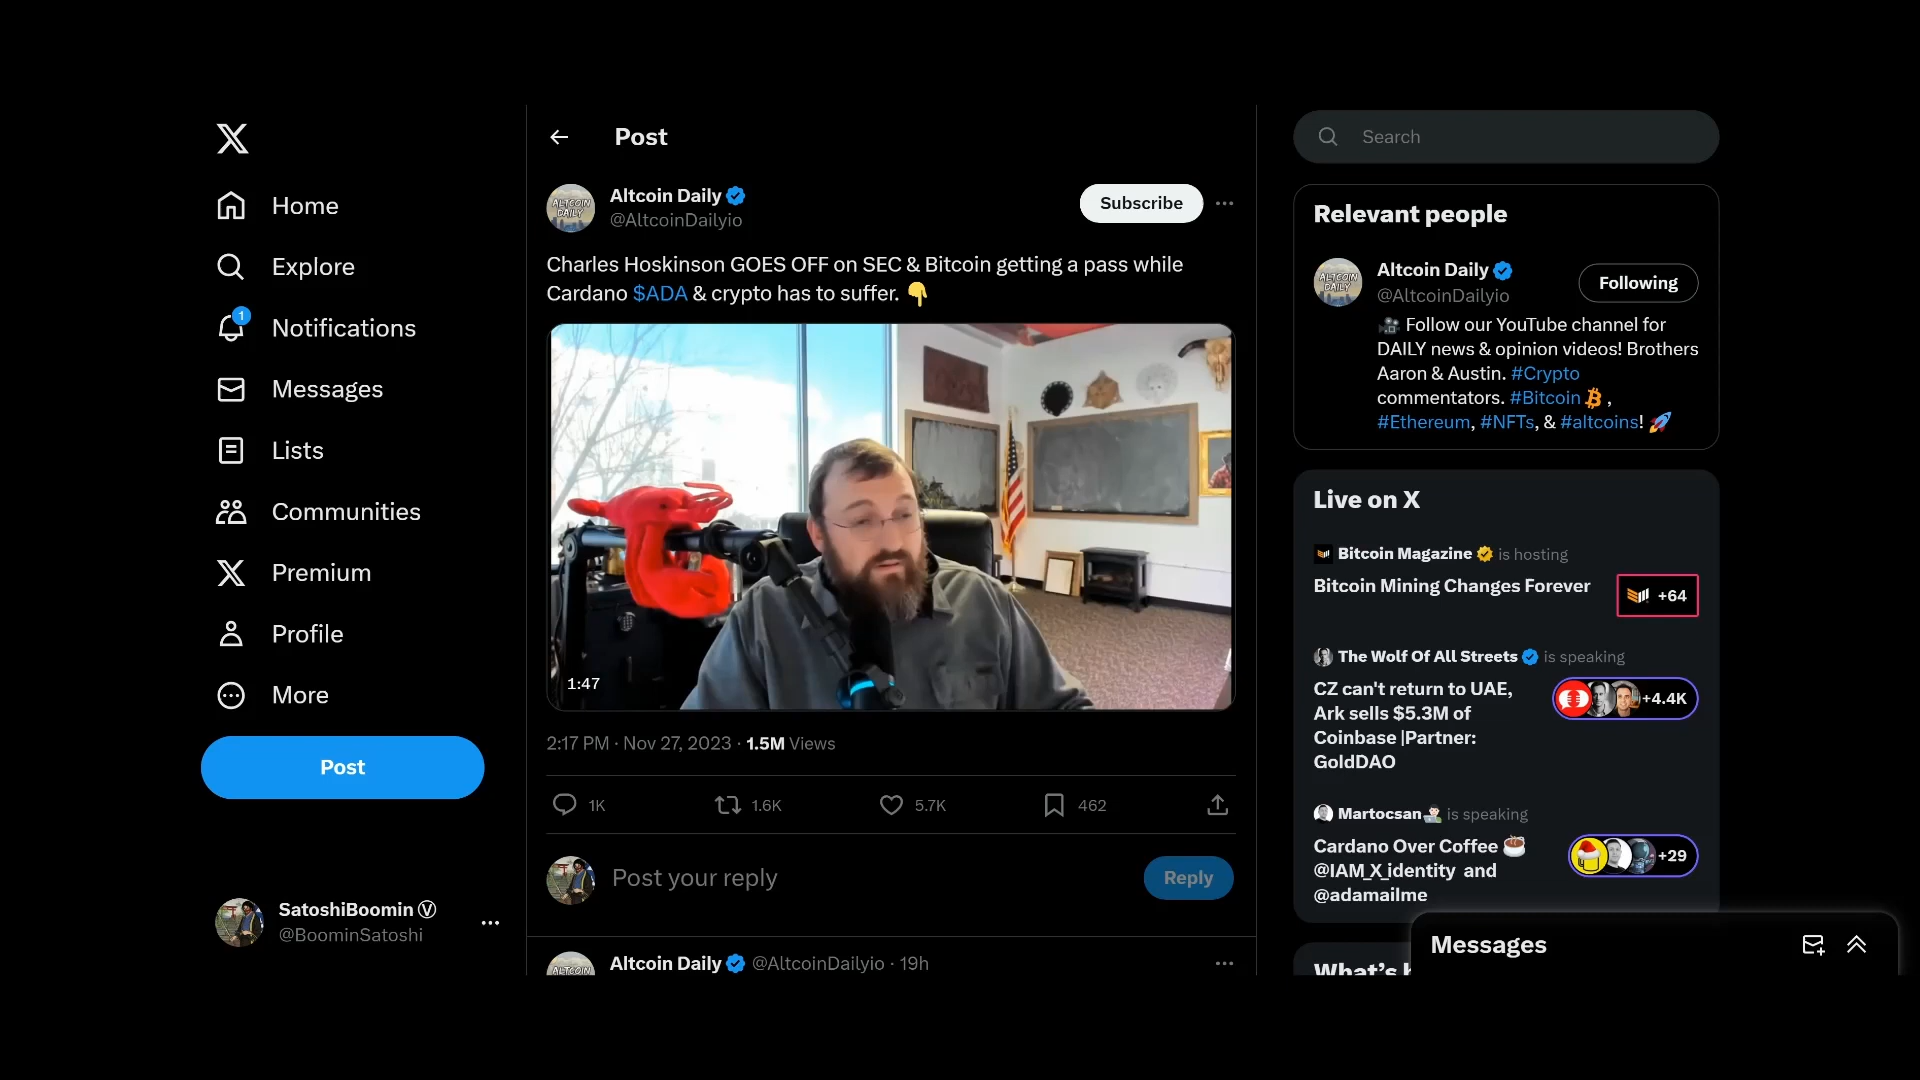 Home
Explore
1
Notifications
Messages
Lists
Communities
Premium
Profile
More
Post
SatoshiBoomin
@BoominSatoshi
Post
Altcoin Daily
@AltcoinDailyio
Subscribe
Charles Hoskinson GOES OFF on SEC & Bitcoin getting a pass while
Cardano $ADA & crypto has to suffer. 👇
1:47
2:17 PM · Nov 27, 2023 · 1.5M Views
1K
1.6K
5.7K
462
Post your reply
Reply
Altcoin Daily @AltcoinDailyio · 19h
Search
Relevant people
ALTCOIN
DAILY
Altcoin Daily
@AltcoinDailyio
Following
🎥 Follow our YouTube channel for
DAILY news & opinion videos! Brothers
Aaron & Austin. #Crypto
commentators. #Bitcoin ,
#Ethereum, #NFTs, & #altcoins! 🚀
Live on X
Bitcoin Magazine is hosting
Bitcoin Mining Changes Forever
+64
The Wolf Of All Streets is speaking
CZ can't return to UAE,
Ark sells $5.3M of
Coinbase |Partner:
GoldDAO
+4.4K
Martocsan is speaking
Cardano Over Coffee ☕
@IAM_X_identity and
@adamailme
+29
Messages